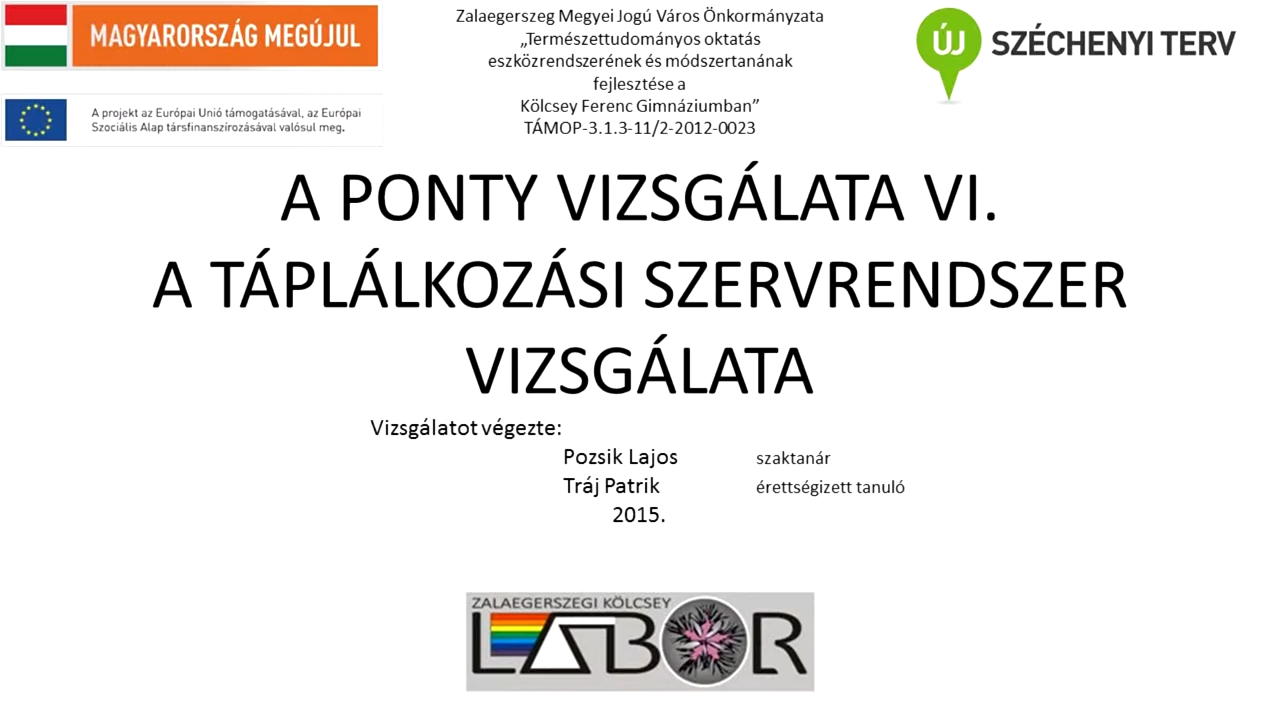 MAGYARORSZÁG MEGÚJUL
A projekt az Európai Unió támogatásával, az Európai
Szociális Alap társfinanszírozásával valósul meg.
Zalaegerszeg Megyei Jogú Város Önkormányzata
„Természettudományos oktatás
eszközrendszerének és módszertanának
fejlesztése a
Kölcsey Ferenc Gimnáziumban”
TÁMOP-3.1.3-11/2-2012-0023
ÚJ SZÉCHENYI TERV
A PONTY VIZSGÁLATA VI.
A TÁPLÁLKOZÁSI SZERVRENDSZER
VIZSGÁLATA
Vizsgálatot végezte:
Pozsik Lajos szaktanár
Tráj Patrik érettségizett tanuló
2015.
ZALAEGERSZEGI KÖLCSEY
LABOR